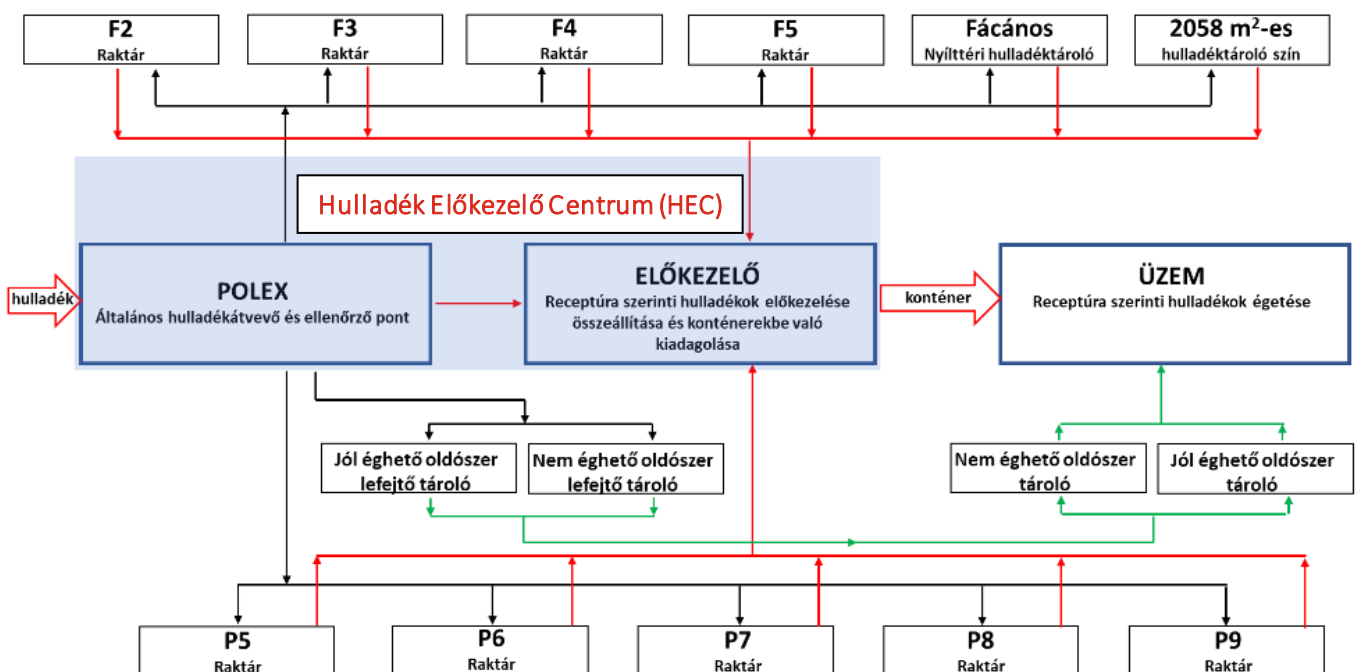 F2
Raktár
F3
Raktár
F4
Raktár
F5
Raktár
Fácános
Nyílttéri hulladéktároló
2058 m²-es
hulladéktároló szín
Hulladék Előkezelő Centrum (HEC)
hulladék
POLEX
Általános hulladékátvevő és ellenőrző pont
ELŐKEZELŐ
Receptúra szerinti hulladékok előkezelése
összeállítása és konténerekbe való
kiadagolása
konténer
ÜZEM
Receptúra szerinti hulladékok égetése
Jól éghető oldószer
lefejtő tároló
Nem éghető oldószer
lefejtő tároló
Nem éghető oldószer
tároló
Jól éghető oldószer
tároló
P5
Raktár
P6
Raktár
P7
Raktár
P8
Raktár
P9
Raktár